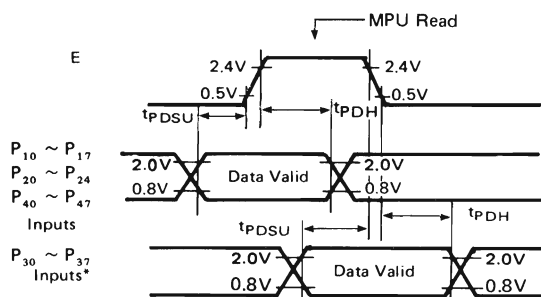 MPU Read
E
2.4V
2.4V
0.5V
0.5V
tPDSU
tPDH
P10 ~ P17
P20 ~ P24
P40 ~ P47
Inputs
2.0V
0.8V
Data Valid
2.0V
0.8V
tPDSU
tPDH
P30 ~ P37
Inputs*
2.0V
0.8V
Data Valid
2.0V
0.8V